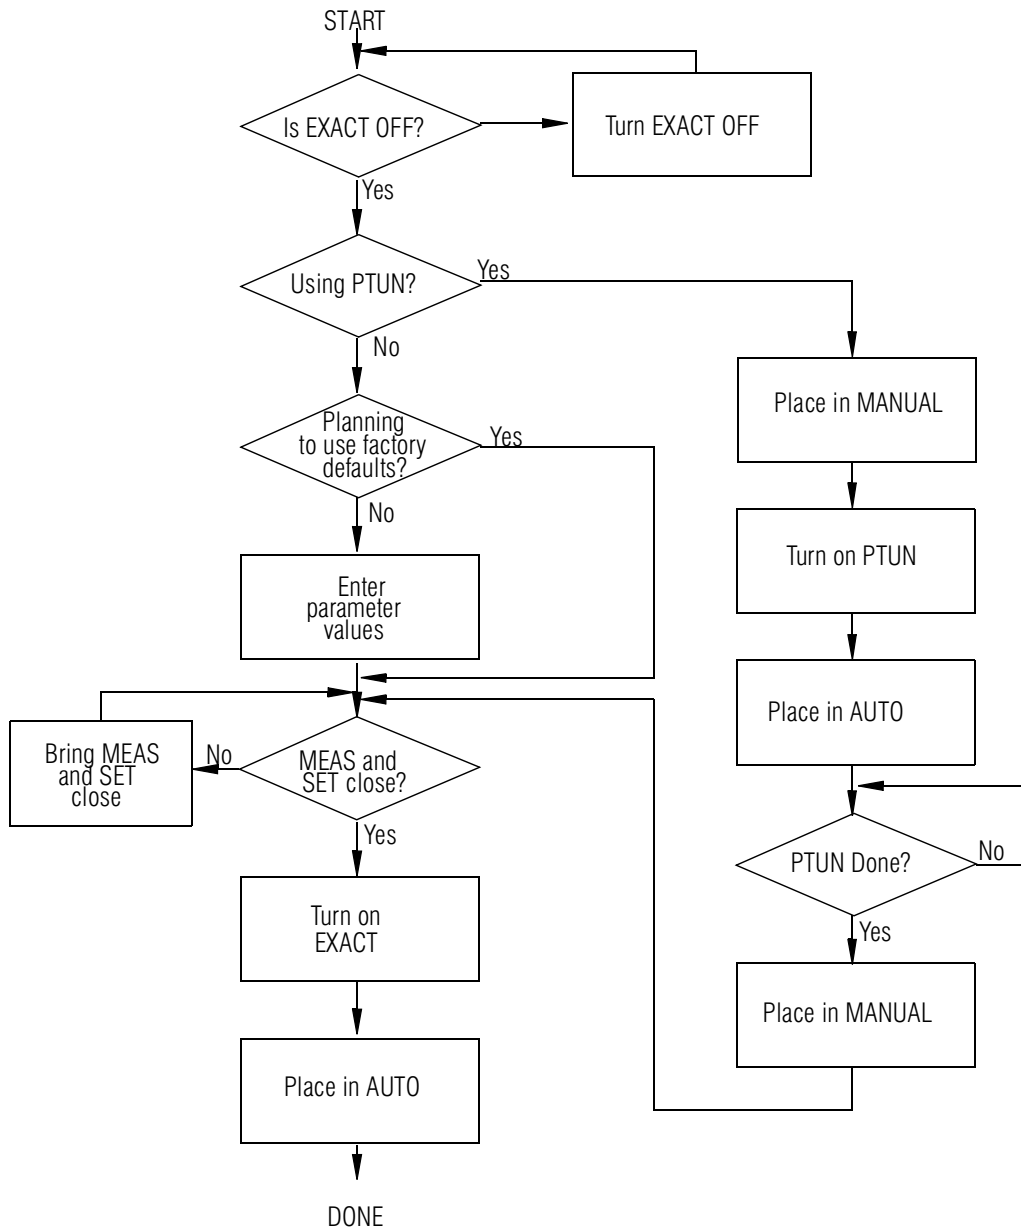 START
Is EXACT OFF?
Turn EXACT OFF
Yes
Using PTUN?
Yes
No
Place in MANUAL
Planning
to use factory
defaults?
Yes
No
Turn on PTUN
Enter
parameter
values
Place in AUTO
Bring MEAS
and SET
close
No
MEAS and
SET close?
Yes
PTUN Done?
No
Yes
Turn on
EXACT
Place in MANUAL
Place in AUTO
DONE